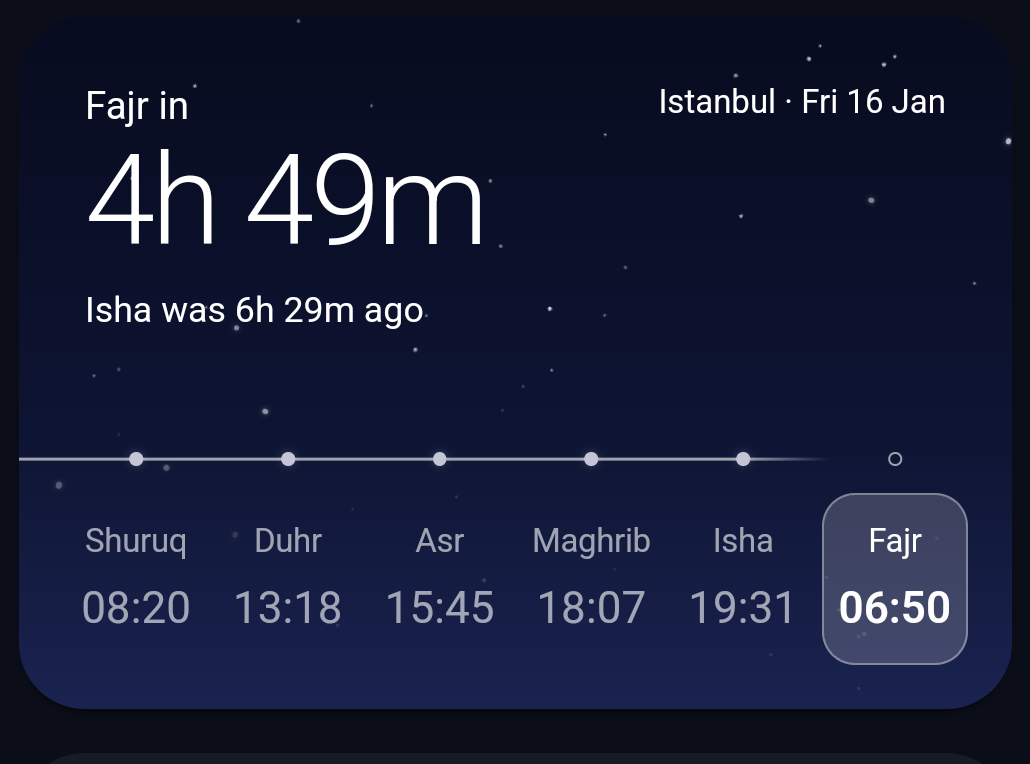 Fajr in
Istanbul · Fri 16 Jan
4h 49m
Isha was 6h 29m ago
Shuruq Duhr Asr Maghrib Isha Fajr
08:20 13:18 15:45 18:07 19:31 06:50